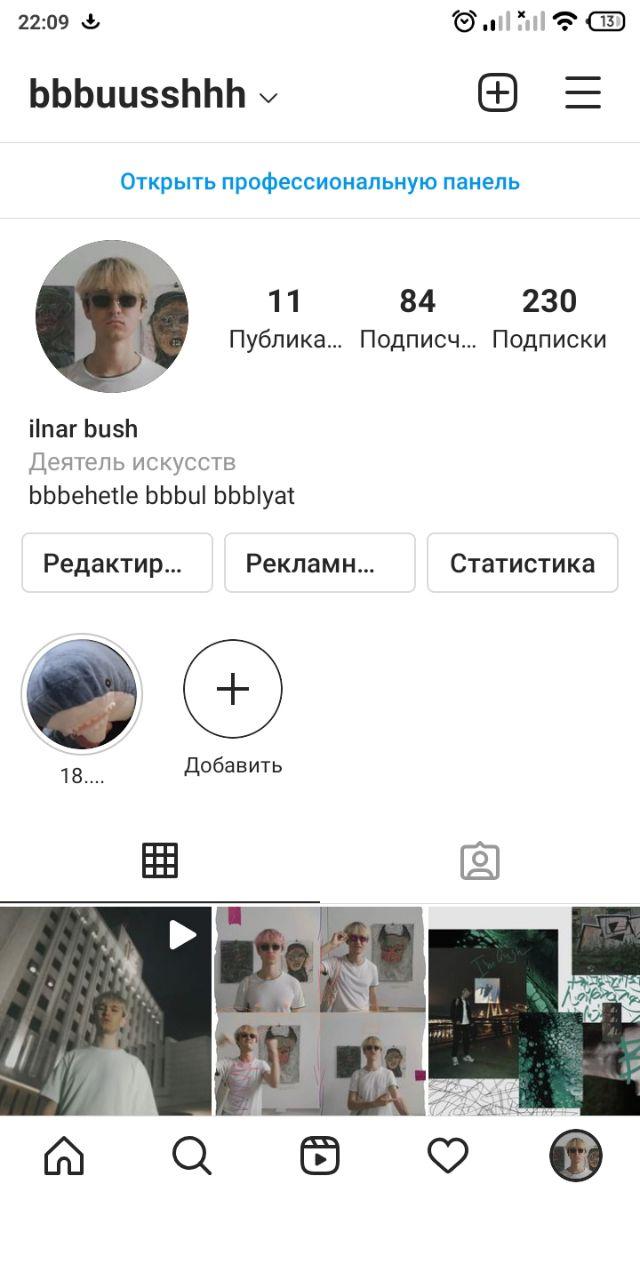 22:09
13
bbbuusshhh
Открыть профессиональную панель
11
84
230
Публика...
Подписч...
Подписки
ilnar bush
Деятель искусств
bbbehetle bbbul bbblyat
Редактир...
Рекламн...
Статистика
18....
Добавить